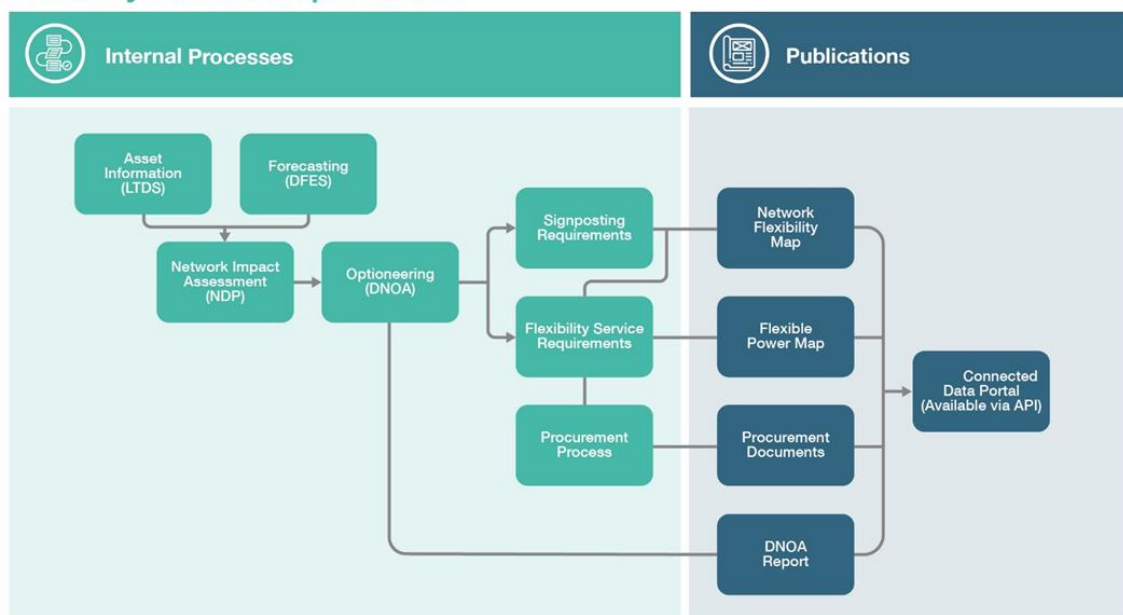 Internal Processes
Publications
Asset
Information
(LTDS)
Forecasting
(DFES)
Network Impact
Assessment
(NDP)
Optioneering
(DNOA)
Signposting
Requirements
Flexibility Service
Requirements
Procurement
Process
Network
Flexibility
Map
Flexible
Power Map
Procurement
Documents
DNOA
Report
Connected
Data Portal
(Available via API)